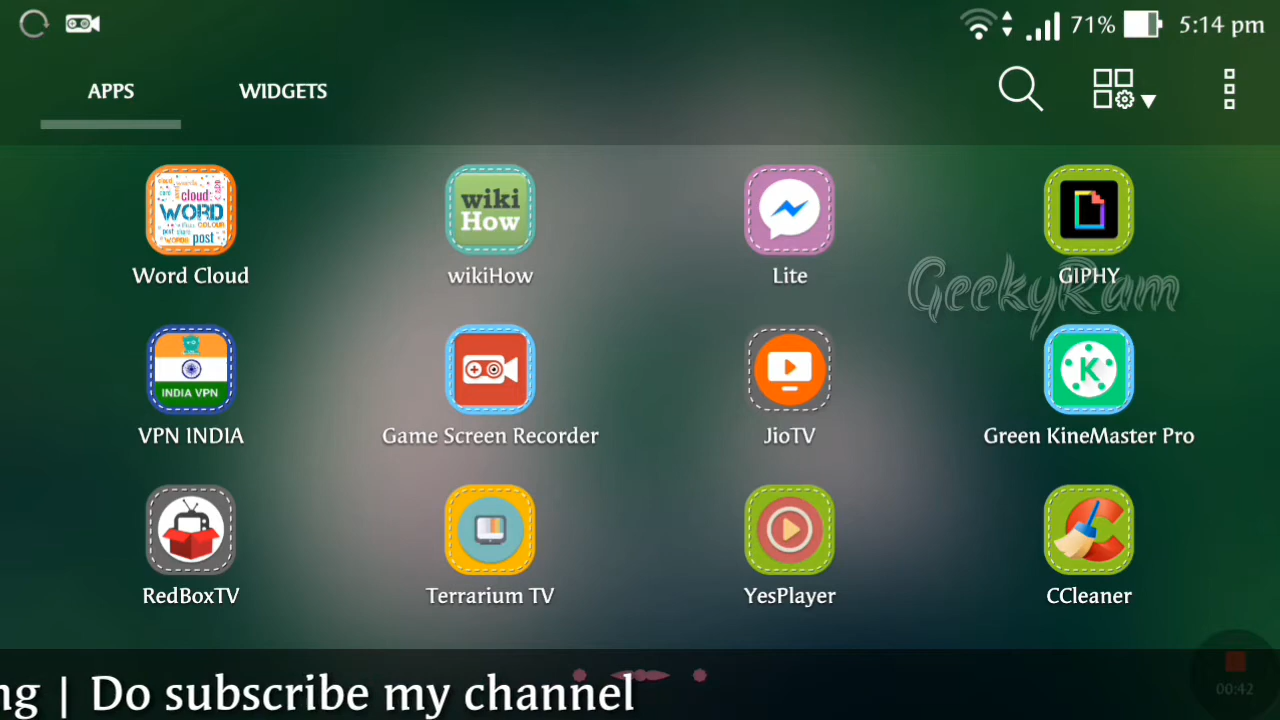 71% 5:14 pm
APPS WIDGETS
cloud
WORD
COLOUR
post
wiki
How
Word Cloud wikiHow Lite GIPHY
GeekyRam
INDIA VPN
K
VPN INDIA Game Screen Recorder JioTV Green KineMaster Pro
RedBoxTV Terrarium TV YesPlayer CCleaner
ng | Do subscribe my channel
00:42